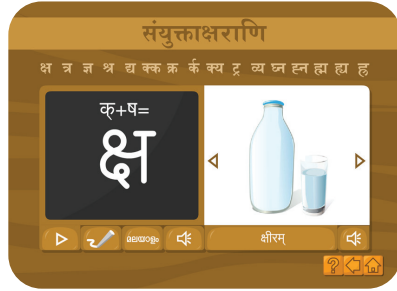 संयुक्ताक्षराणि
क्ष त्र ज्ञ श्र द्य क्क क्र र्क क्य ट्र व्य घ्न ह्न ह्म ह्य ह्ल
क्+ष=
क्ष
മലയാളം
क्षीरम्
?